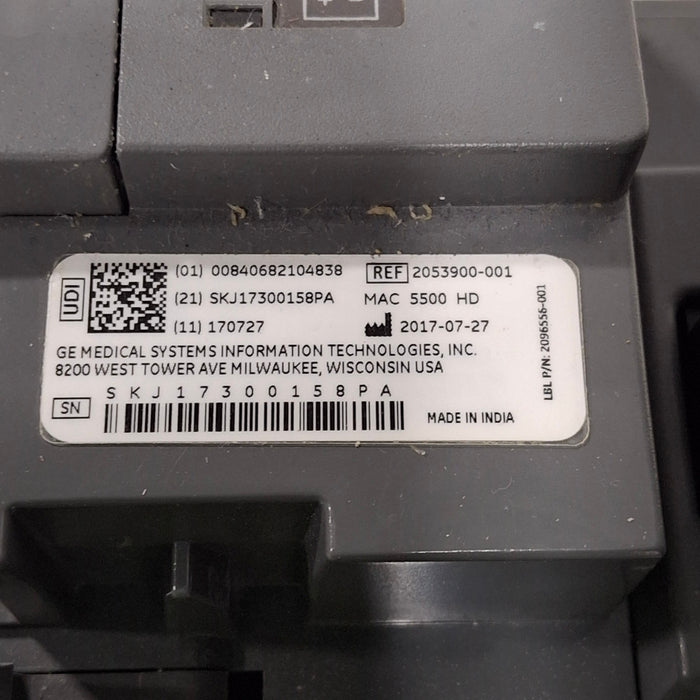 UDI
(01) 00840682104838
(21) SKJ17300158PA
(11) 170727
REF 2053900-001
MAC 5500 HD
2017-07-27
GE MEDICAL SYSTEMS INFORMATION TECHNOLOGIES, INC.
8200 WEST TOWER AVE MILWAUKEE, WISCONSIN USA
SKJ17300158PA
SN
MADE IN INDIA
LBL P/N: 2096556-001